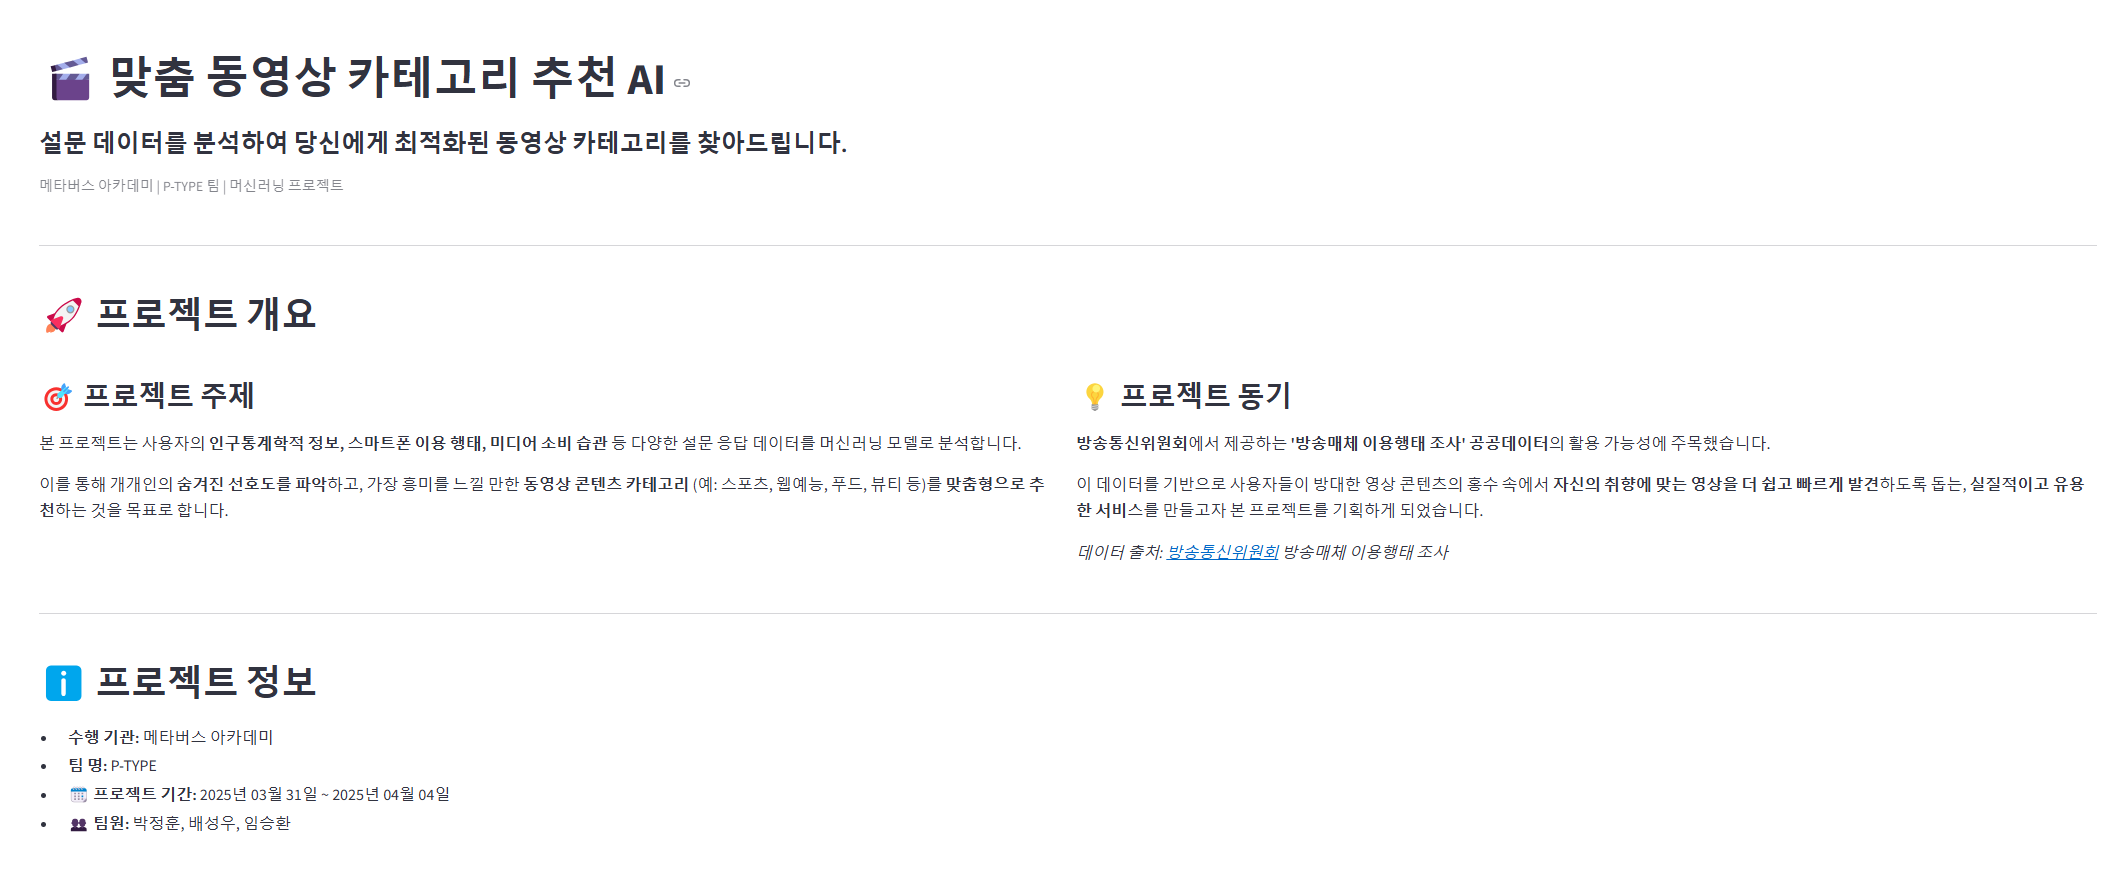 맞춤 동영상 카테고리 추천 AI
설문 데이터를 분석하여 당신에게 최적화된 동영상 카테고리를 찾아드립니다.
메타버스 아카데미 | P-TYPE 팀 | 머신러닝 프로젝트
프로젝트 개요
프로젝트 주제
본 프로젝트는 사용자의 인구통계학적 정보, 스마트폰 이용 행태, 미디어 소비 습관 등 다양한 설문 응답 데이터를 머신러닝 모델로 분석합니다.
이를 통해 개개인의 숨겨진 선호도를 파악하고, 가장 흥미를 느낄 만한 동영상 콘텐츠 카테고리 (예: 스포츠, 웹예능, 푸드, 뷰티 등)를 맞춤형으로 추
천하는 것을 목표로 합니다.
프로젝트 동기
방송통신위원회에서 제공하는 '방송매체 이용행태 조사' 공공데이터의 활용 가능성에 주목했습니다.
이 데이터를 기반으로 사용자들이 방대한 영상 콘텐츠의 홍수 속에서 자신의 취향에 맞는 영상을 더 쉽고 빠르게 발견하도록 돕는, 실질적이고 유용
한 서비스를 만들고자 본 프로젝트를 기획하게 되었습니다.
데이터 출처: 방송통신위원회 방송매체 이용행태 조사
프로젝트 정보
• 수행 기관: 메타버스 아카데미
• 팀 명: P-TYPE
• 프로젝트 기간: 2025년 03월 31일 ~ 2025년 04월 04일
• 팀원: 박정훈, 배성우, 임승환